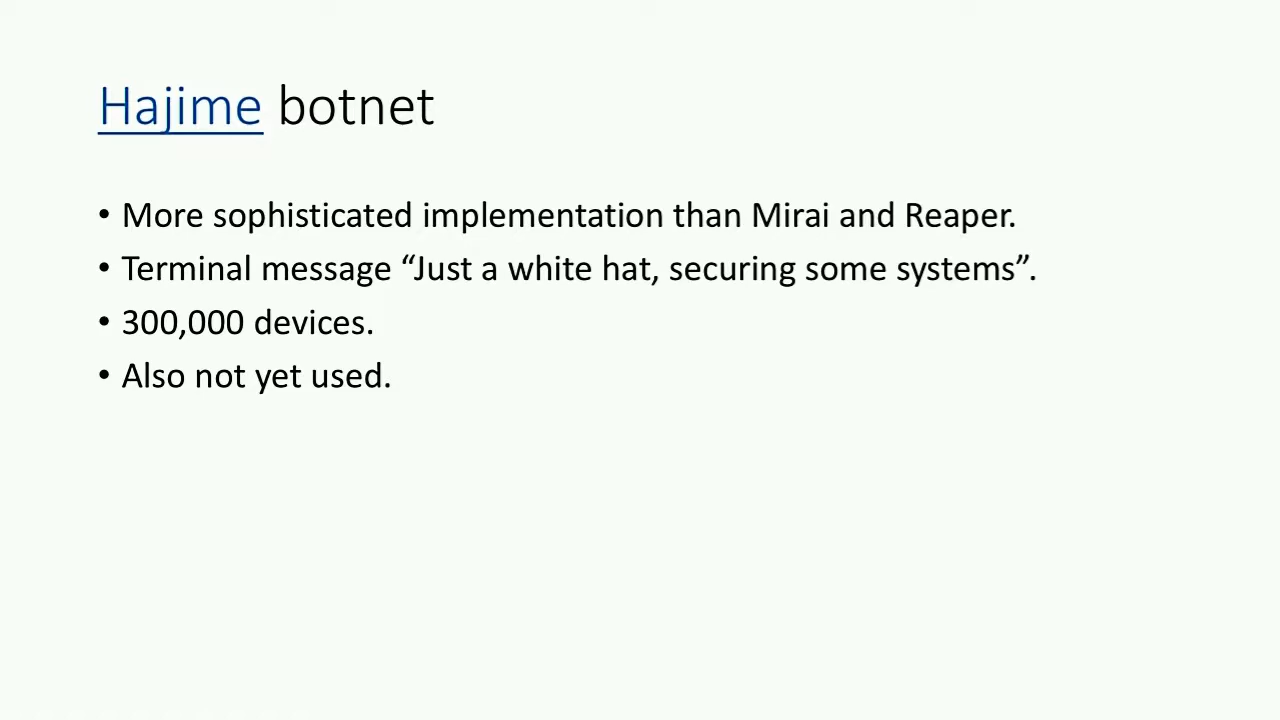 Hajime botnet
• More sophisticated implementation than Mirai and Reaper.
• Terminal message “Just a white hat, securing some systems”.
• 300,000 devices.
• Also not yet used.